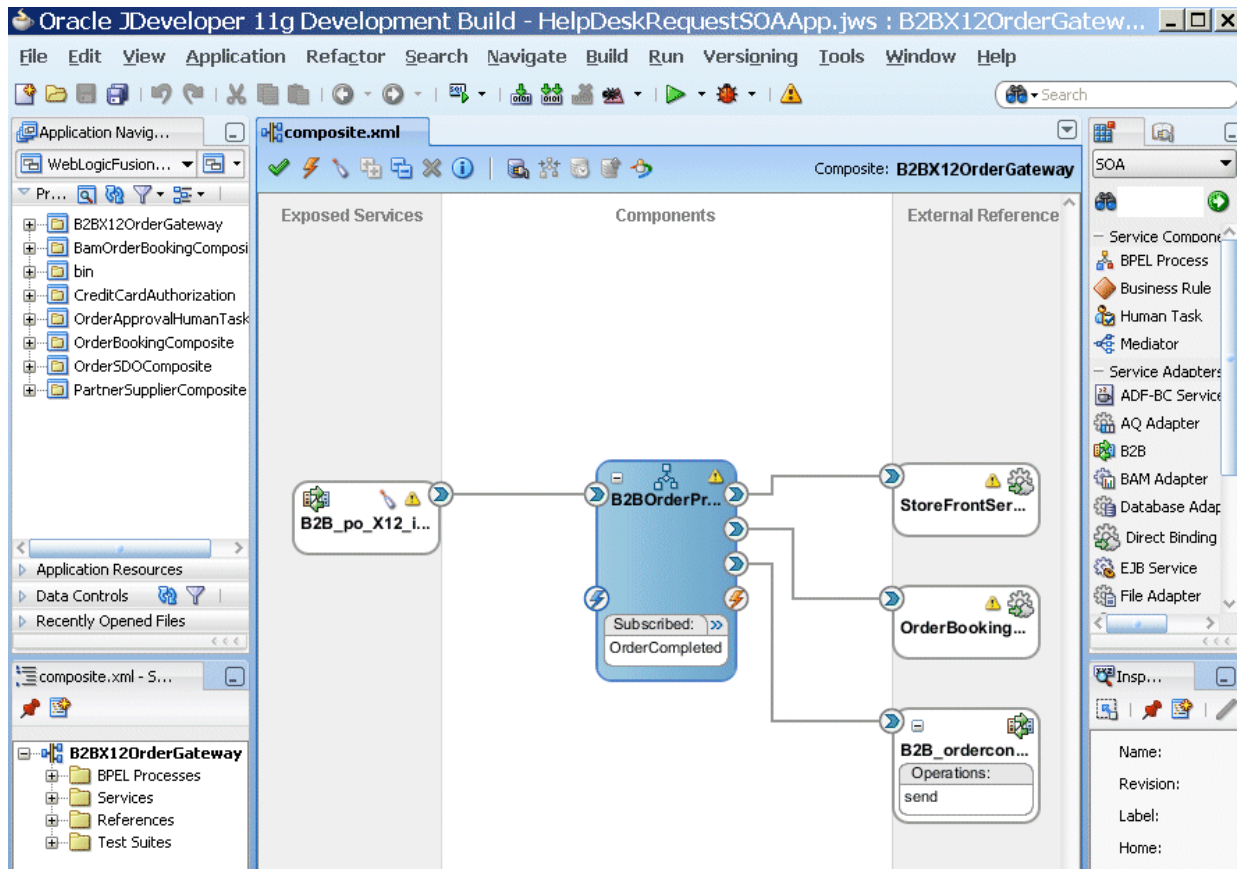 Oracle JDeveloper 11g Development Build - HelpDeskRequestSOAApp.jws : B2BX12OrderGatew...
File Edit View Application Refactor Search Navigate Build Run Versioning Tools Window Help
Search
Application Navig...
WebLogicFusion...
Pr...
B2BX12OrderGateway
BamOrderBookingComposi
bin
CreditCardAuthorization
OrderApprovalHumanTask
OrderBookingComposite
OrderSDOComposite
PartnerSupplierComposite
Application Resources
Data Controls
Recently Opened Files
composite.xml - S...
B2BX12OrderGateway
BPEL Processes
Services
References
Test Suites
composite.xml
Composite: B2BX12OrderGateway
Exposed Services Components External Reference
B2B_po_X12_i...
B2BOrderPr...
Subscribed: »
OrderCompleted
StoreFrontSer...
OrderBooking...
B2B_ordercon...
Operations:
send
SOA
Service Compone
BPEL Process
Business Rule
Human Task
Mediator
Service Adapters
ADF-BC Service
AQ Adapter
B2B
BAM Adapter
Database Adap
Direct Binding
EJB Service
File Adapter
Insp...
Name:
Revision:
Label:
Home: